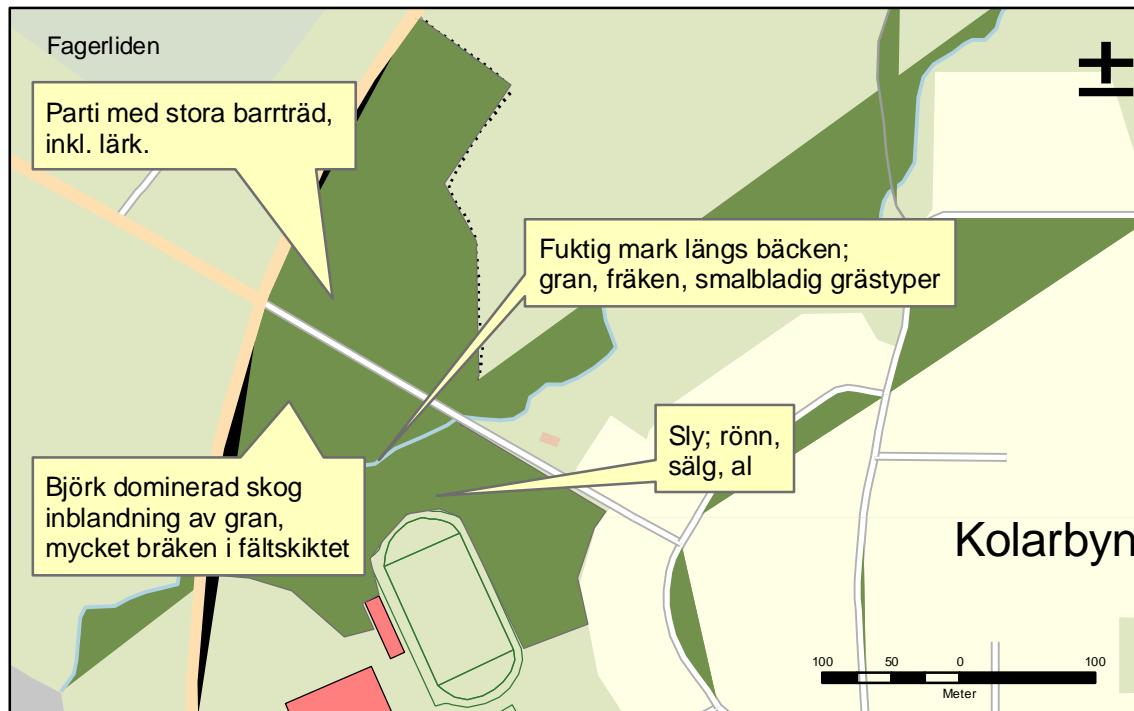 Fagerliden
Parti med stora barrträd,
inkl. lärk.
Fuktig mark längs bäcken;
gran, fräken, smalbladig grästyper
Sly; rönn,
sälg, al
Björk dominerad skog
inblandning av gran,
mycket bräken i fältskiktet
Kolarbyn
100 50 0 100
Meter